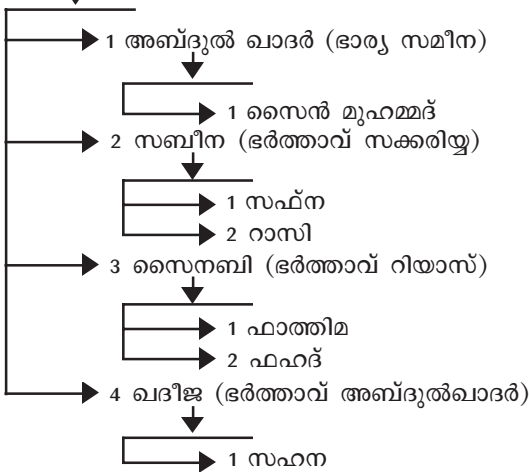 1 അബ്ദുൽ ഖാദർ (ഭാര്യ സമീന)
1 സൈൻ മുഹമ്മദ്
2 സബീന (ഭർത്താവ് സക്കരിയ്യ)
1 സഫ്ന
2 റാസി
3 സൈനബി (ഭർത്താവ് റിയാസ്)
1 ഫാത്തിമ
2 ഫഹദ്
4 ഖദീജ (ഭർത്താവ് അബ്ദുൽഖാദർ)
1 സഹന